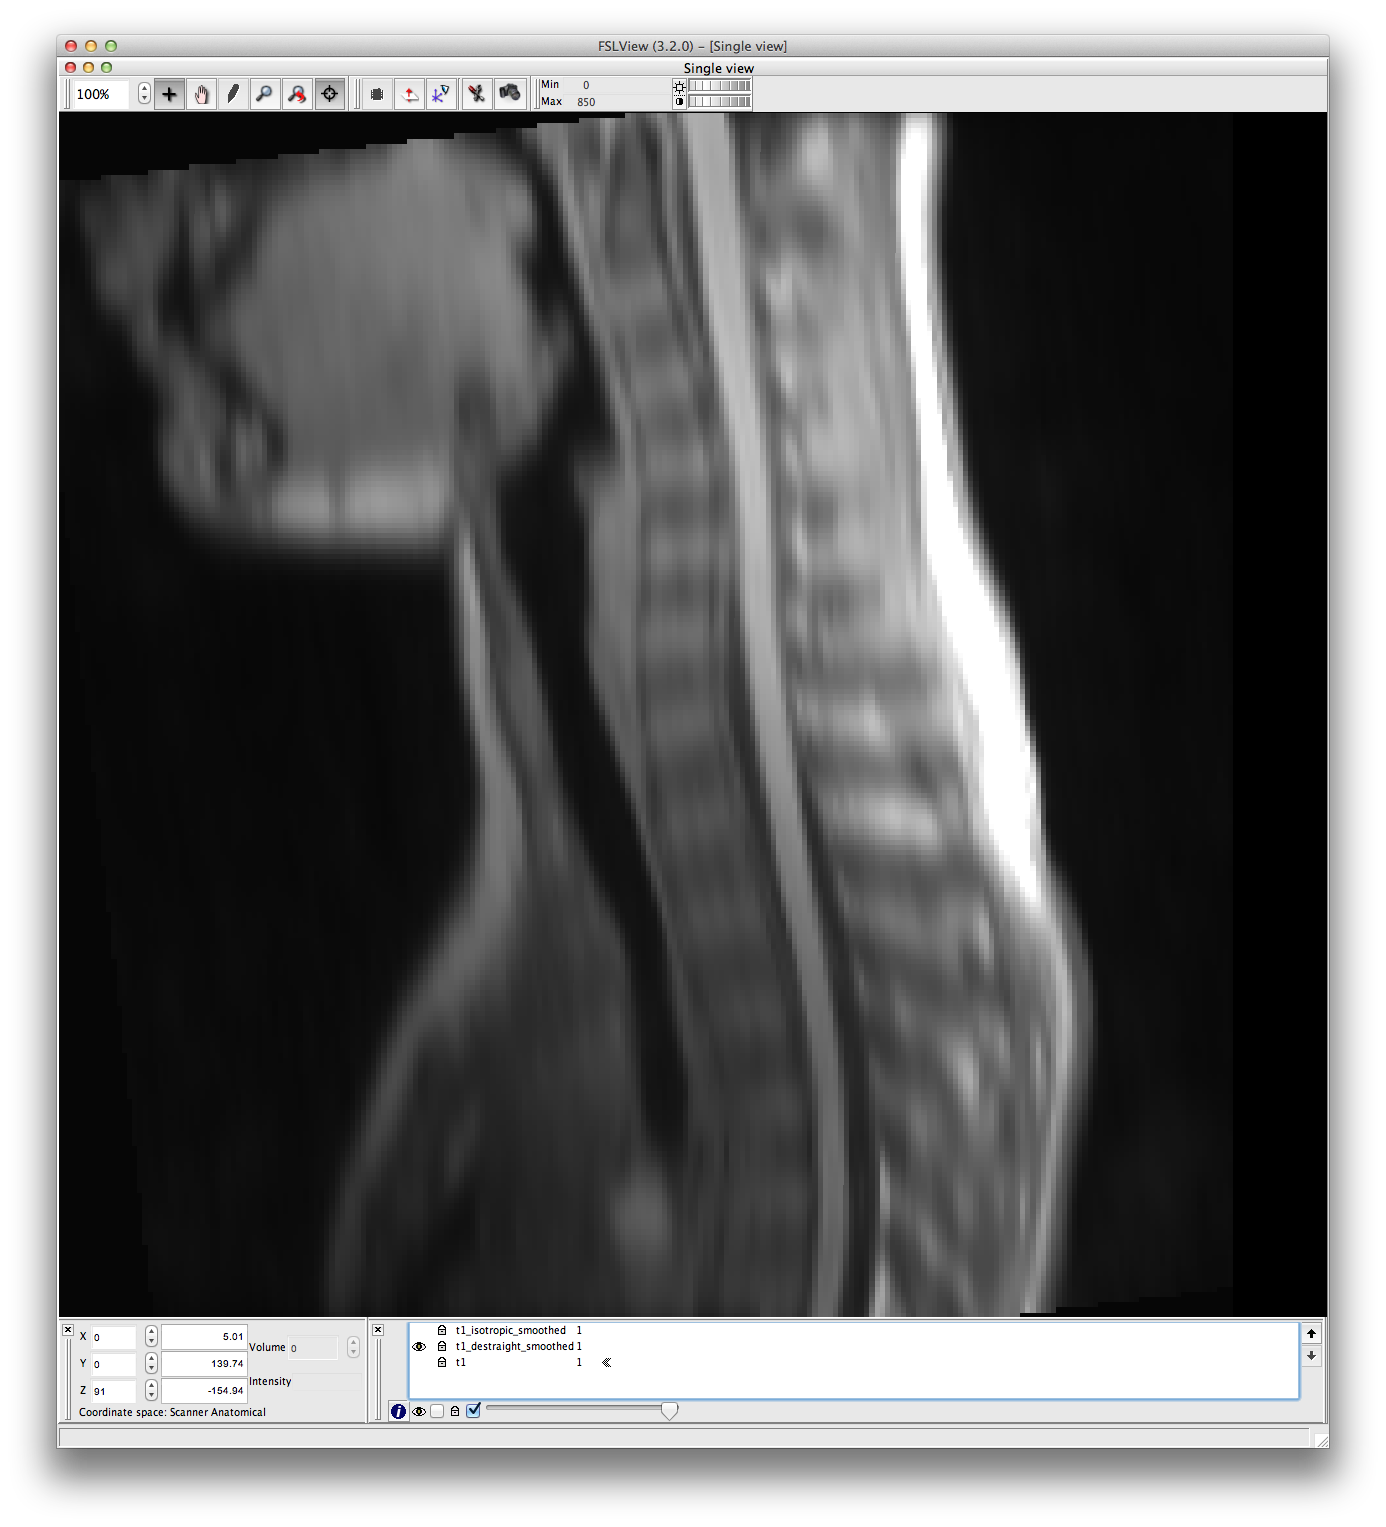 FSLView (3.2.0) – [Single view]
Single view
100%
Min 0
Max 850
X 0 5.01
Y 0 139.74
Z 91 -154.94
Volume 0
Intensity
Coordinate space: Scanner Anatomical
t1_isotropic_smoothed 1
t1_destraight_smoothed 1
t1 1